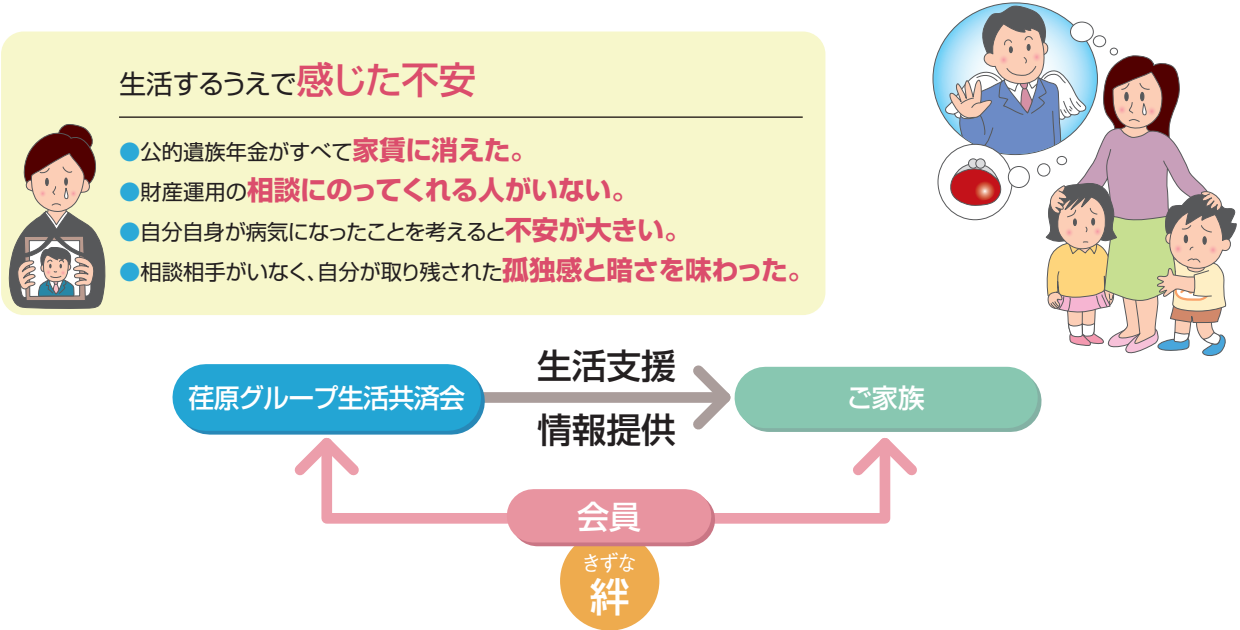 生活するうえで感じた不安
●公的遺族年金がすべて家賃に消えた。
●財産運用の相談にのってくれる人がいない。
●自分自身が病気になったことを考えると不安が大きい。
●相談相手がいなく、自分が取り残された孤独感と暗さを味わった。
生活支援
荏原グループ生活共済会
ご家族
情報提供
会員
きずな
絆